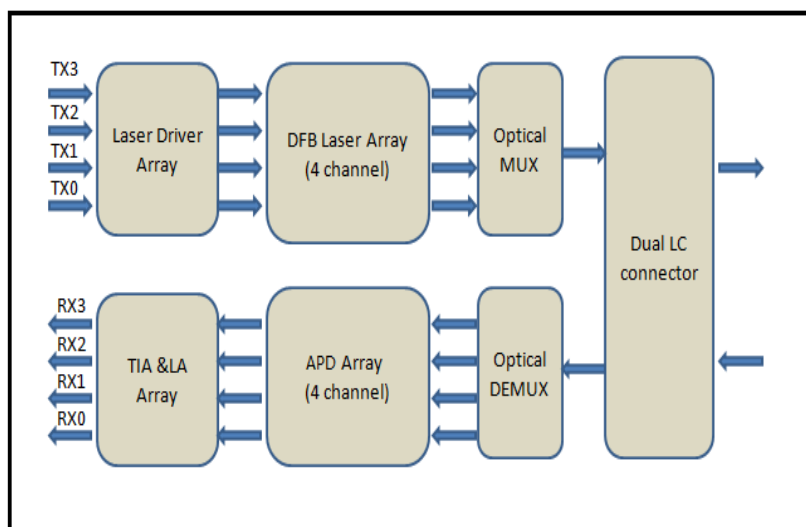 TX3
TX2
TX1
TX0
Laser Driver
Array
DFB Laser Array
(4 channel)
Optical
MUX
Dual LC
connector
RX3
RX2
RX1
RX0
TIA &LA
Array
APD Array
(4 channel)
Optical
DEMUX